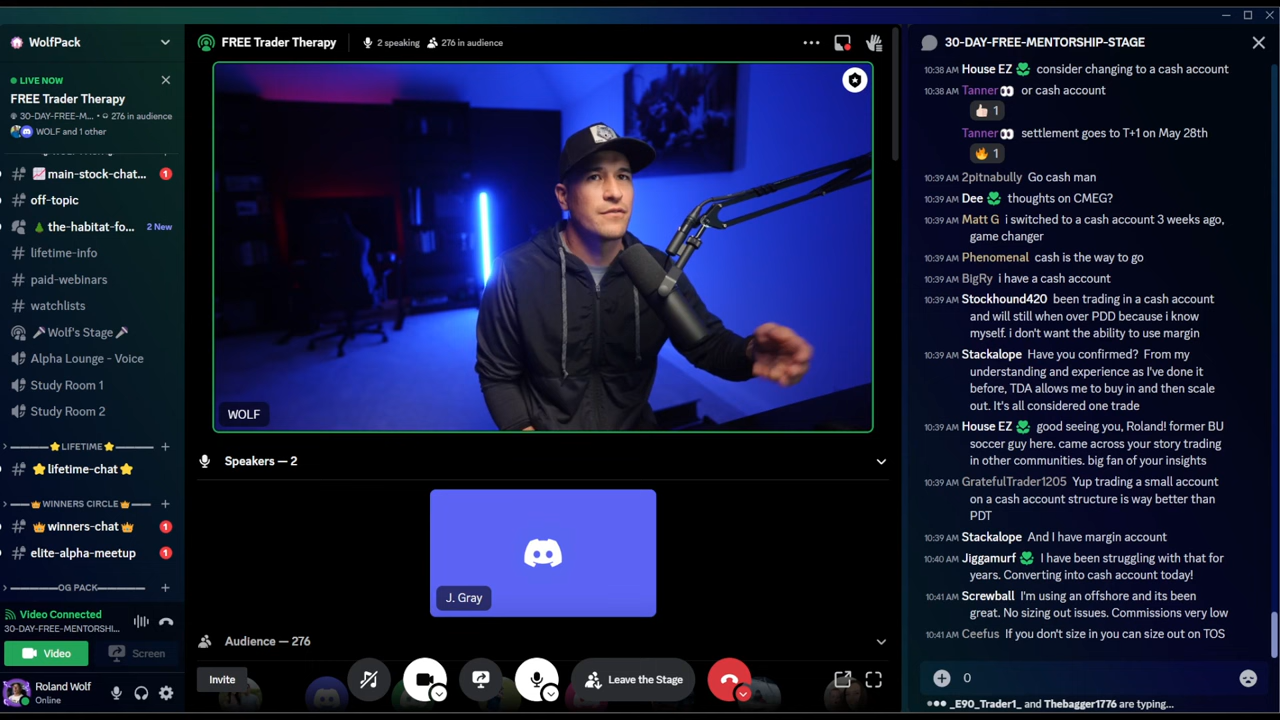 WolfPack
LIVE NOW
FREE Trader Therapy
30-DAY-FREE-M... • 276 in audience
WOLF and 1 other
main-stock-chat... 1
off-topic
the-habitat-fo... 2 New
lifetime-info
paid-webinars
watchlists
Wolf's Stage
Alpha Lounge - Voice
Study Room 1
Study Room 2
LIFETIME
lifetime-chat
WINNERS CIRCLE
winners-chat 1
elite-alpha-meetup 1
OG PACK
Video Connected
30-DAY-FREE-MENTORSHI...
Video Screen
Roland Wolf
Online
FREE Trader Therapy 2 speaking 276 in audience
WOLF
Speakers — 2
J. Gray
Audience — 276
Invite
Leave the Stage
30-DAY-FREE-MENTORSHIP-STAGE
10:38 AM House EZ consider changing to a cash account
10:38 AM Tanner or cash account
1
Tanner settlement goes to T+1 on May 28th
1
10:39 AM 2pitnabully Go cash man
10:39 AM Dee thoughts on CMEG?
10:39 AM Matt G i switched to a cash account 3 weeks ago,
game changer
10:39 AM Phenomenal cash is the way to go
10:39 AM BigRy i have a cash account
10:39 AM Stockhound420 been trading in a cash account
and will still when over PDD because i know
myself. i don't want the ability to use margin
10:39 AM Stackalope Have you confirmed? From my
understanding and experience as I've done it
before, TDA allows me to buy in and then scale
out. It's all considered one trade
10:39 AM House EZ good seeing you, Roland! former BU
soccer guy here. came across your story trading
in other communities. big fan of your insights
10:39 AM GratefulTrader1205 Yup trading a small account
on a cash account structure is way better than
PDT
10:39 AM Stackalope And I have margin account
10:40 AM Jiggamurf I have been struggling with that for
years. Converting into cash account today!
10:41 AM Screwball I'm using an offshore and its been
great. No sizing out issues. Commissions very low
10:41 AM Ceefus If you don't size in you can size out on TOS
0
_E90_Trader1_ and Thebagger1776 are typing...